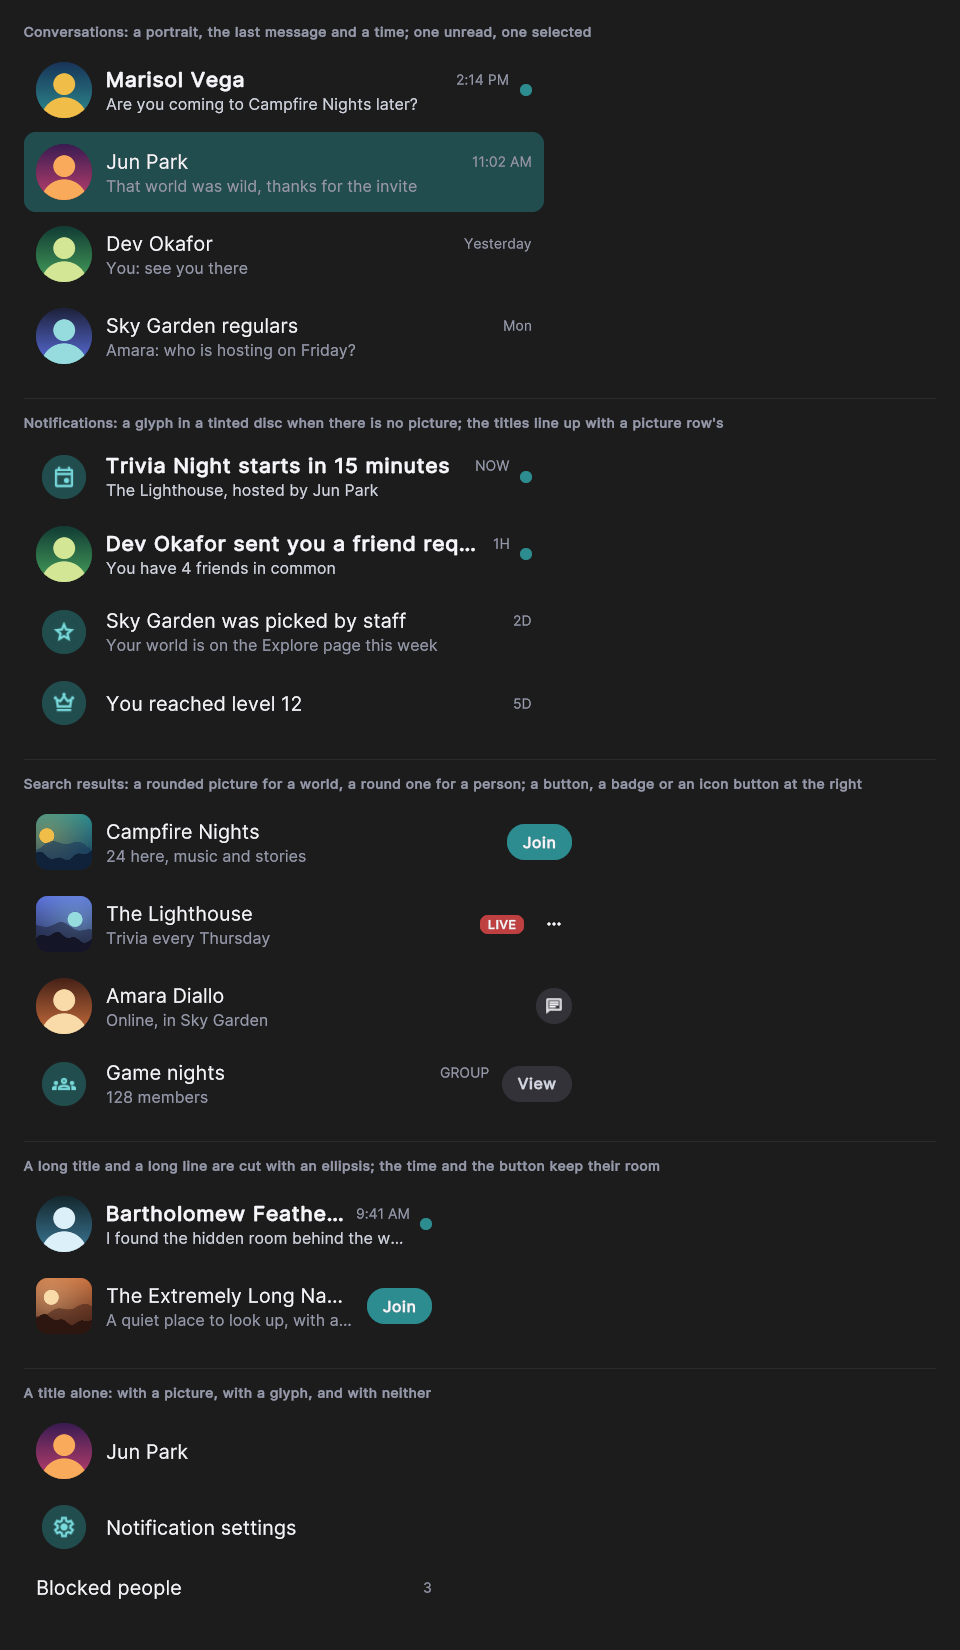 Conversations: a portrait, the last message and a time; one unread, one selected
Marisol Vega 2:14 PM
Are you coming to Campfire Nights later?
Jun Park 11:02 AM
That world was wild, thanks for the invite
Dev Okafor Yesterday
You: see you there
Sky Garden regulars Mon
Amara: who is hosting on Friday?
Notifications: a glyph in a tinted disc when there is no picture; the titles line up with a picture row's
Trivia Night starts in 15 minutes NOW
The Lighthouse, hosted by Jun Park
Dev Okafor sent you a friend req... 1H
You have 4 friends in common
Sky Garden was picked by staff 2D
Your world is on the Explore page this week
You reached level 12 5D
Search results: a rounded picture for a world, a round one for a person; a button, a badge or an icon button at the right
Campfire Nights
24 here, music and stories
Join
The Lighthouse
Trivia every Thursday
LIVE
Amara Diallo
Online, in Sky Garden
Game nights GROUP
128 members
View
A long title and a long line are cut with an ellipsis; the time and the button keep their room
Bartholomew Feathe... 9:41 AM
I found the hidden room behind the w...
The Extremely Long Na...
A quiet place to look up, with a...
Join
A title alone: with a picture, with a glyph, and with neither
Jun Park
Notification settings
Blocked people 3